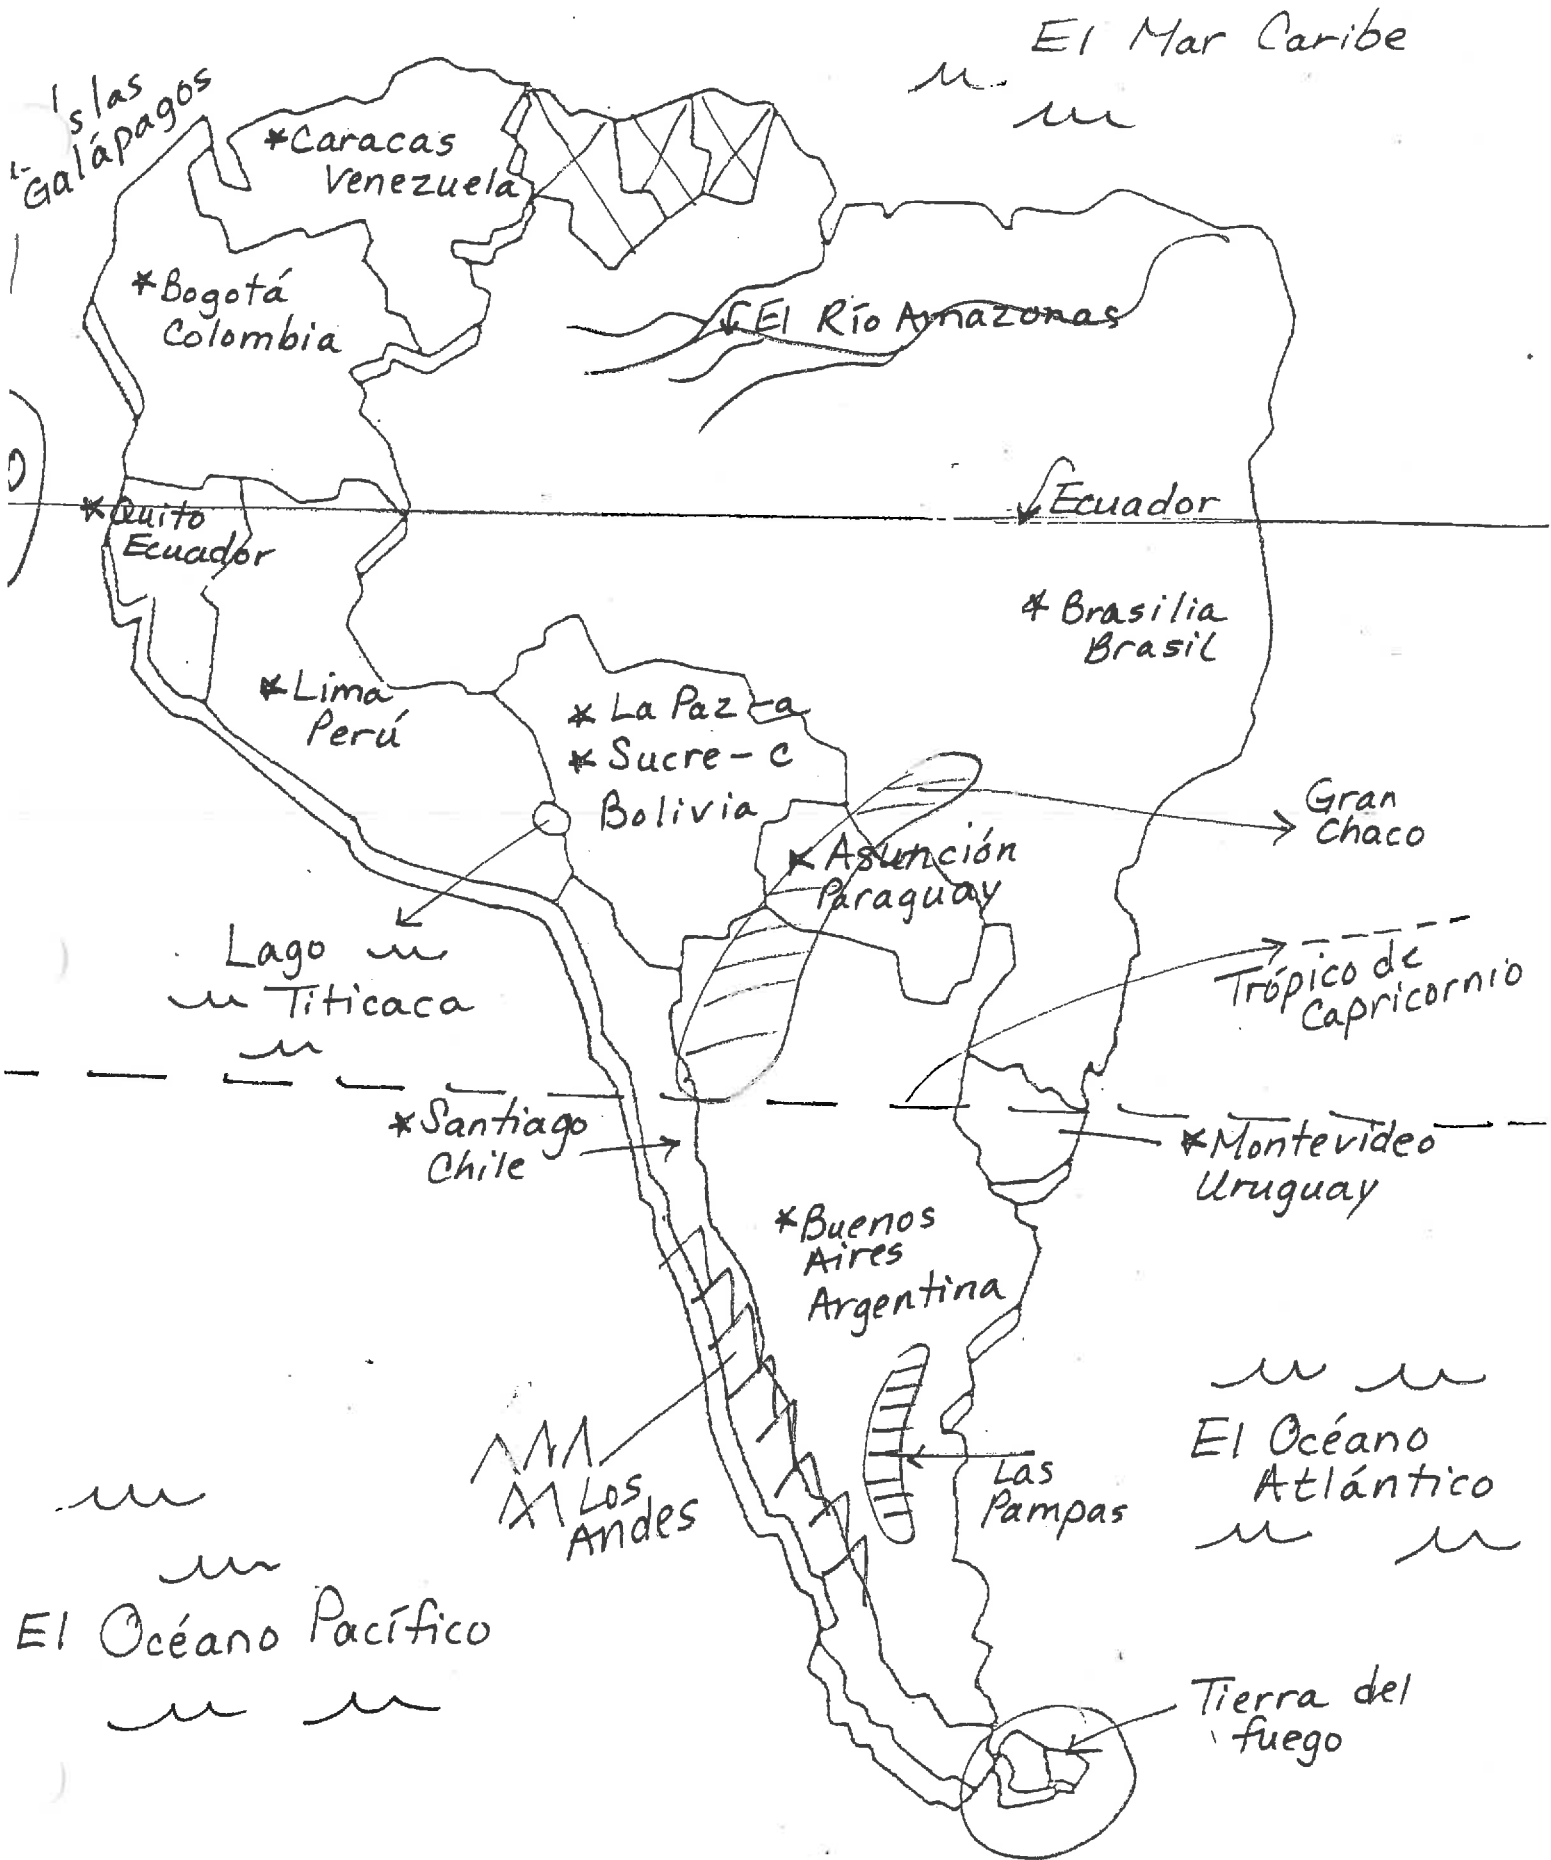 El Mar Caribe
Islas
Galápagos
*Caracas
Venezuela
*Bogotá
Colombia
El Río Amazonas
Ecuador
*Quito
Ecuador
*Brasilia
Brasil
*Lima
Perú
*La Paz-a
*Sucre-c
Bolivia
Gran
Chaco
*Asunción
Paraguay
Lago
Titicaca
Trópico de
Capricornio
*Santiago
Chile
*Montevideo
Uruguay
*Buenos
Aires
Argentina
Los
Andes
Las
Pampas
El Océano
Atlántico
El Océano Pacífico
Tierra del
fuego